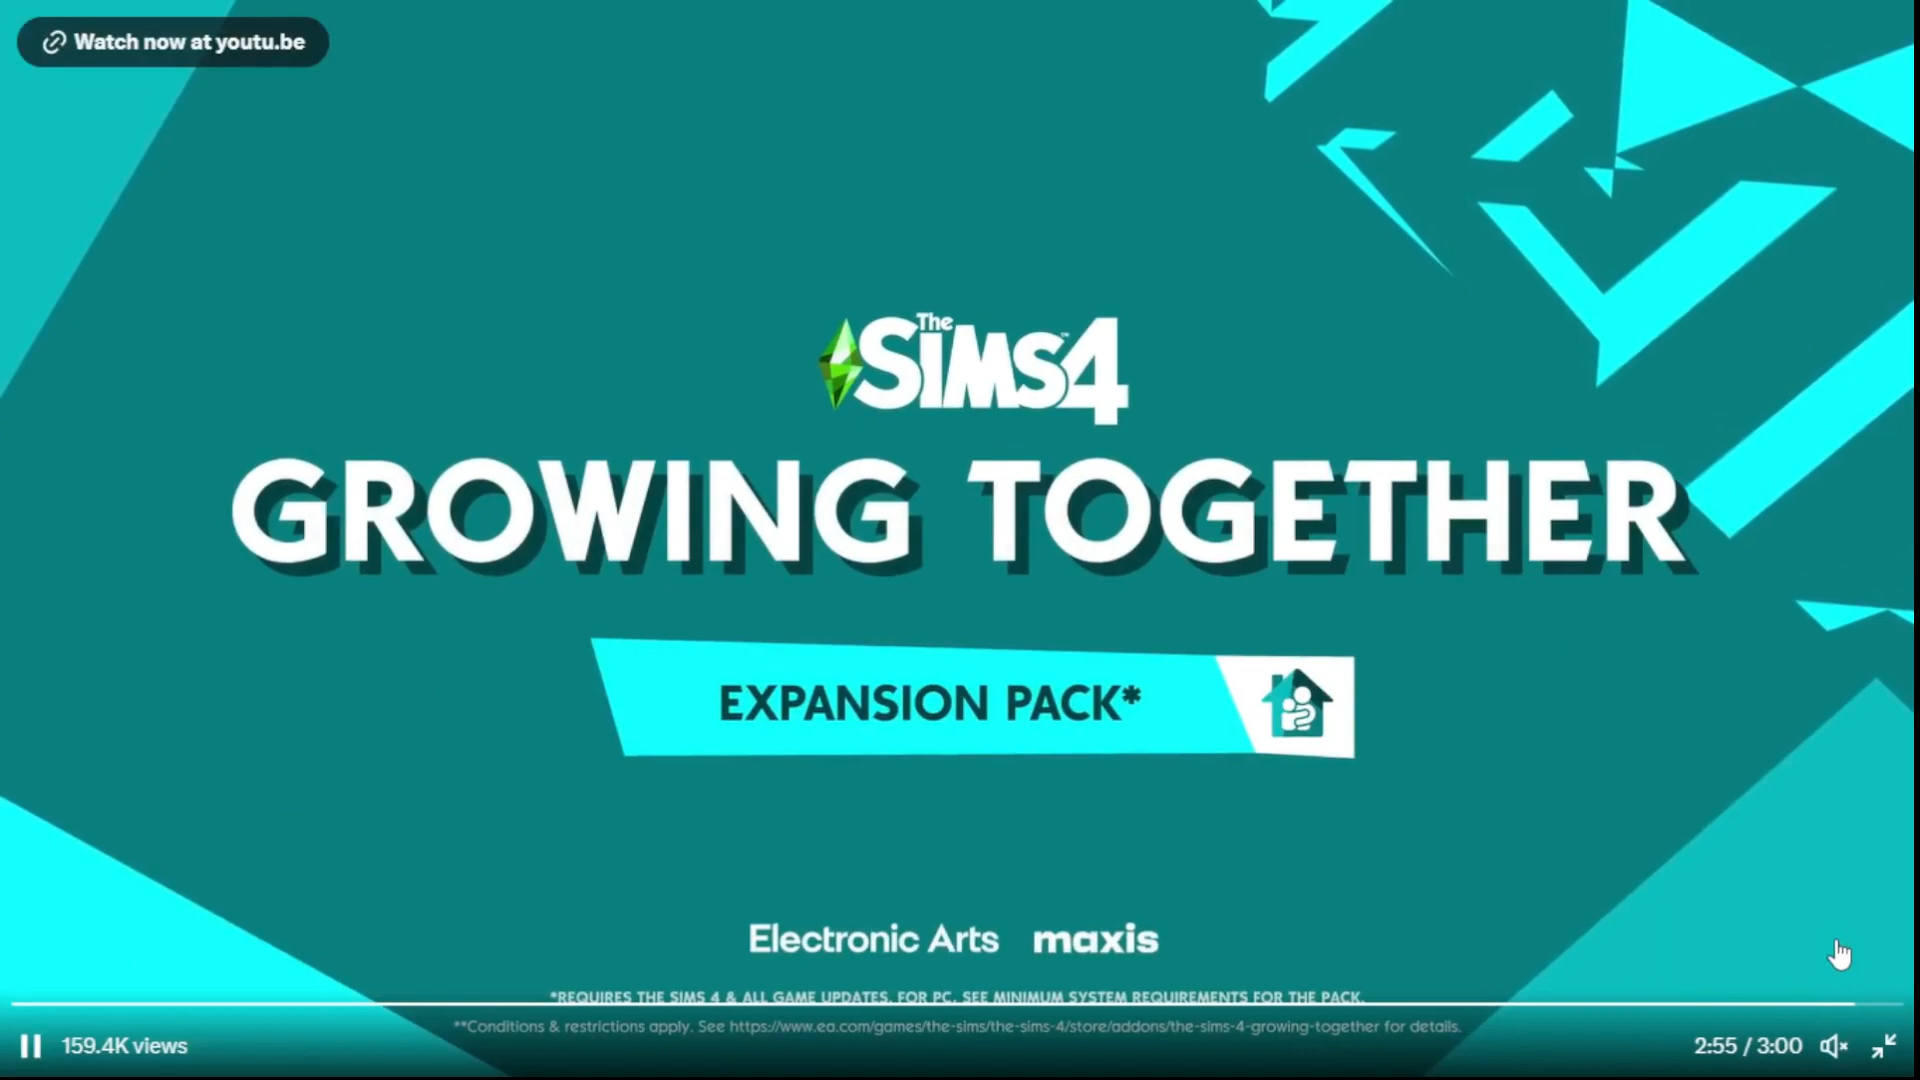 Watch now at youtu.be
The Sims 4™
GROWING TOGETHER
EXPANSION PACK*
Electronic Arts maxis
*REQUIRES THE SIMS 4 & ALL GAME UPDATES. FOR PC, SEE MINIMUM SYSTEM REQUIREMENTS FOR THE PACK.
**Conditions & restrictions apply. See https://www.ea.com/games/the-sims/the-sims-4/store/addons/the-sims-4-growing-together for details.
159.4K views 2:55 / 3:00